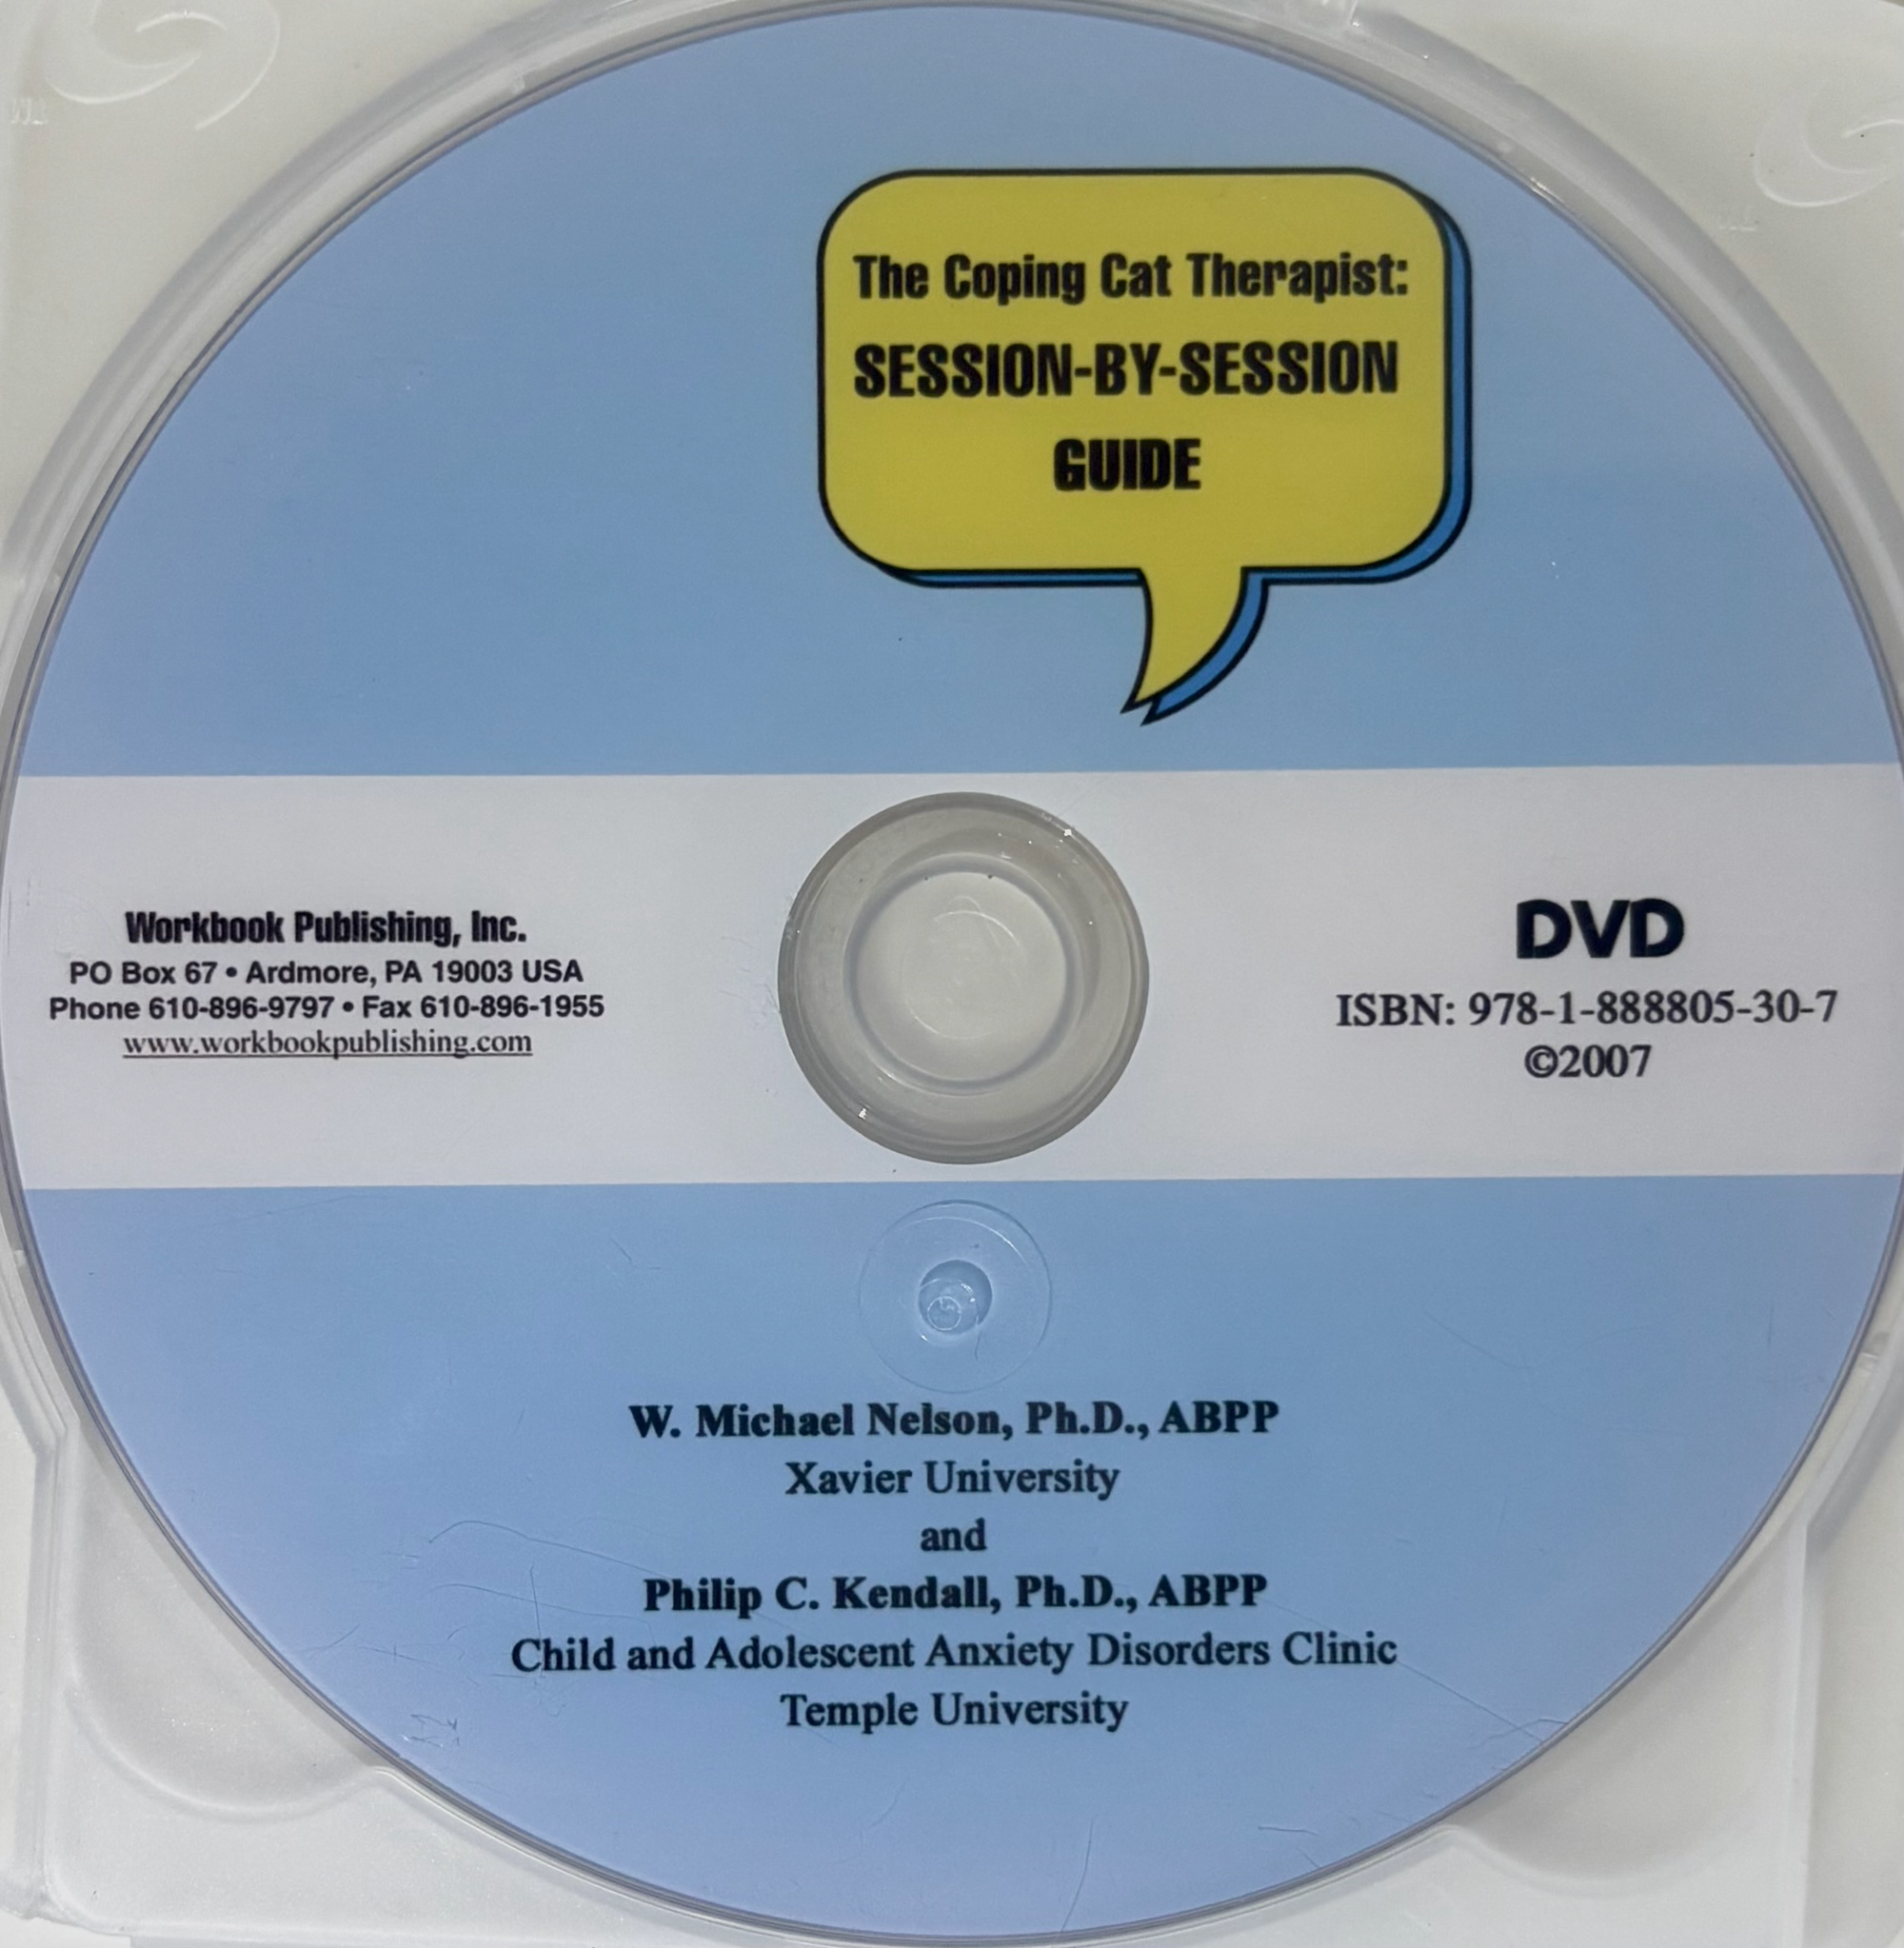 The Coping Cat Therapist:
SESSION-BY-SESSION
GUIDE
Workbook Publishing, Inc.
PO Box 67 • Ardmore, PA 19003 USA
Phone 610-896-9797 • Fax 610-896-1955
www.workbookpublishing.com
DVD
ISBN: 978-1-888805-30-7
©2007
W. Michael Nelson, Ph.D., ABPP
Xavier University
and
Philip C. Kendall, Ph.D., ABPP
Child and Adolescent Anxiety Disorders Clinic
Temple University